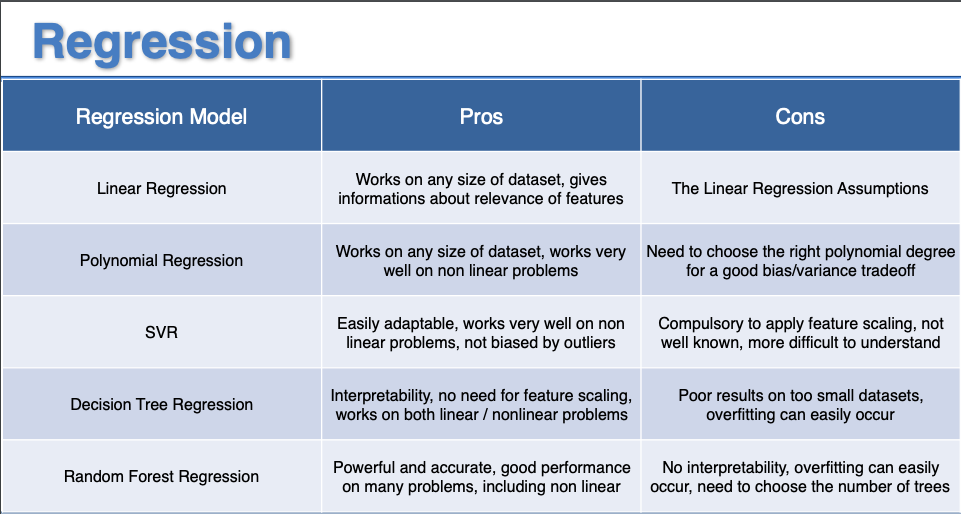 Regression
Regression Model
Pros
Cons
Linear Regression
Works on any size of dataset, gives
informations about relevance of features
The Linear Regression Assumptions
Polynomial Regression
Works on any size of dataset, works very
well on non linear problems
Need to choose the right polynomial degree
for a good bias/variance tradeoff
SVR
Easily adaptable, works very well on non
linear problems, not biased by outliers
Compulsory to apply feature scaling, not
well known, more difficult to understand
Decision Tree Regression
Interpretability, no need for feature scaling,
works on both linear / nonlinear problems
Poor results on too small datasets,
overfitting can easily occur
Random Forest Regression
Powerful and accurate, good performance
on many problems, including non linear
No interpretability, overfitting can easily
occur, need to choose the number of trees